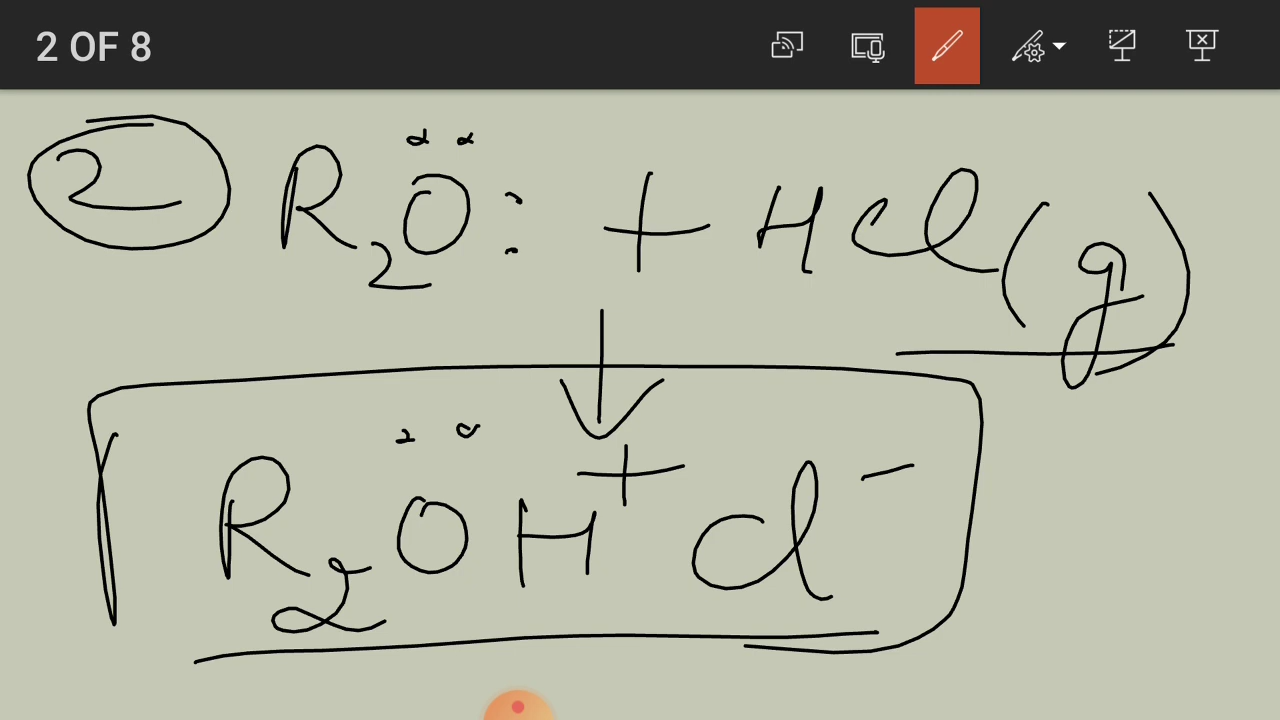 2 OF 8
2 R₂Ö: + HCl(g)
↓
R₂ÖH⁺ Cl⁻